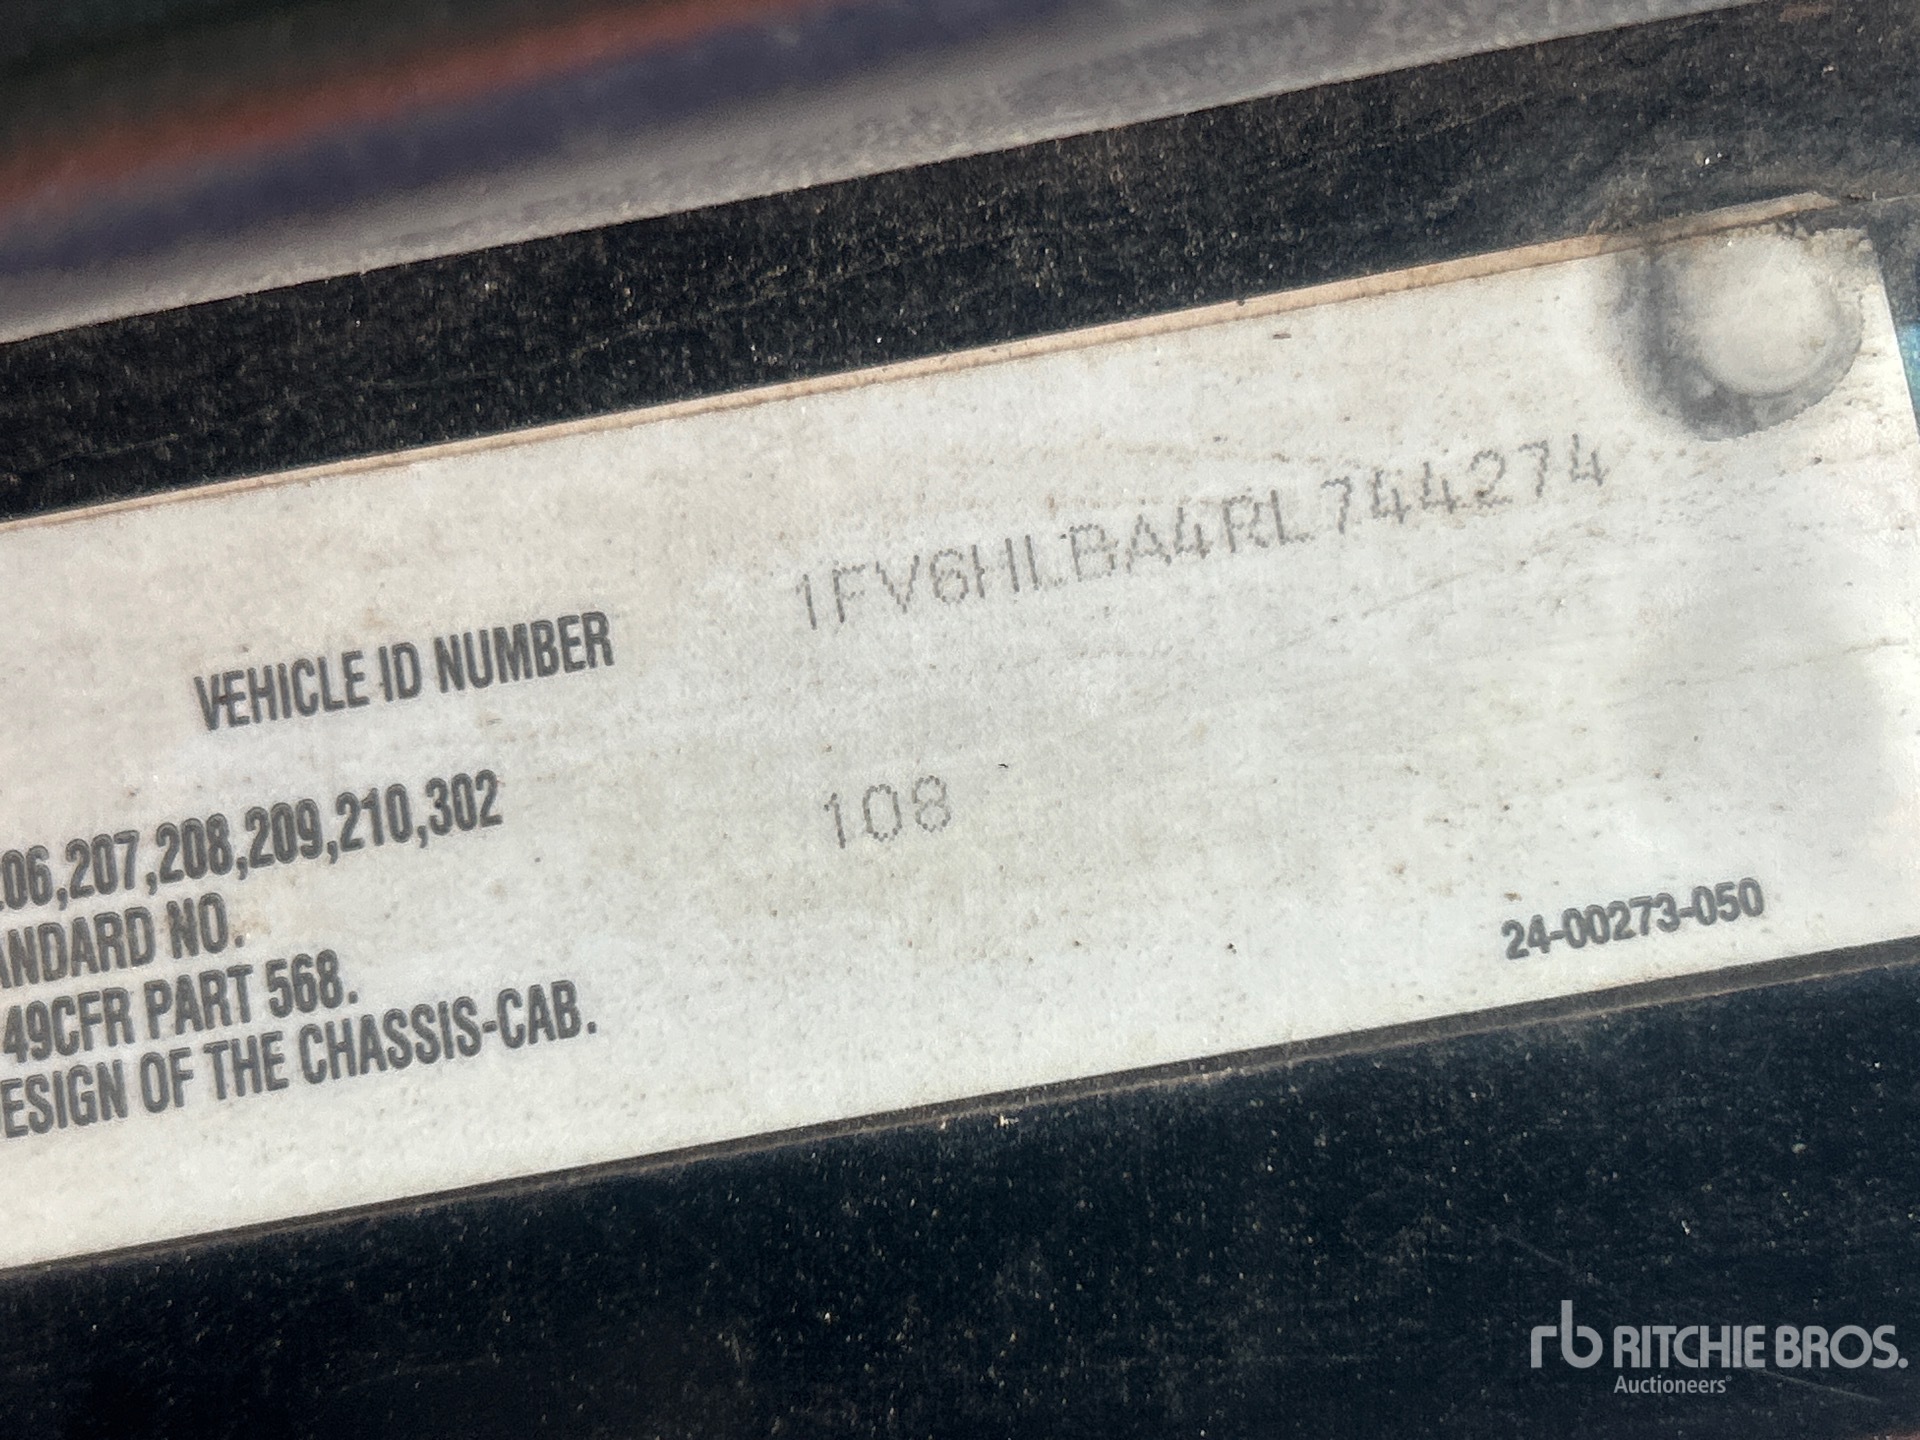 VEHICLE ID NUMBER 1FV6HLBA4RL744274
06,207,208,209,210,302 108
ANDARD NO.
49CFR PART 568.
ESIGN OF THE CHASSIS-CAB.
24-00273-050
rb RITCHIE BROS.
Auctioneers